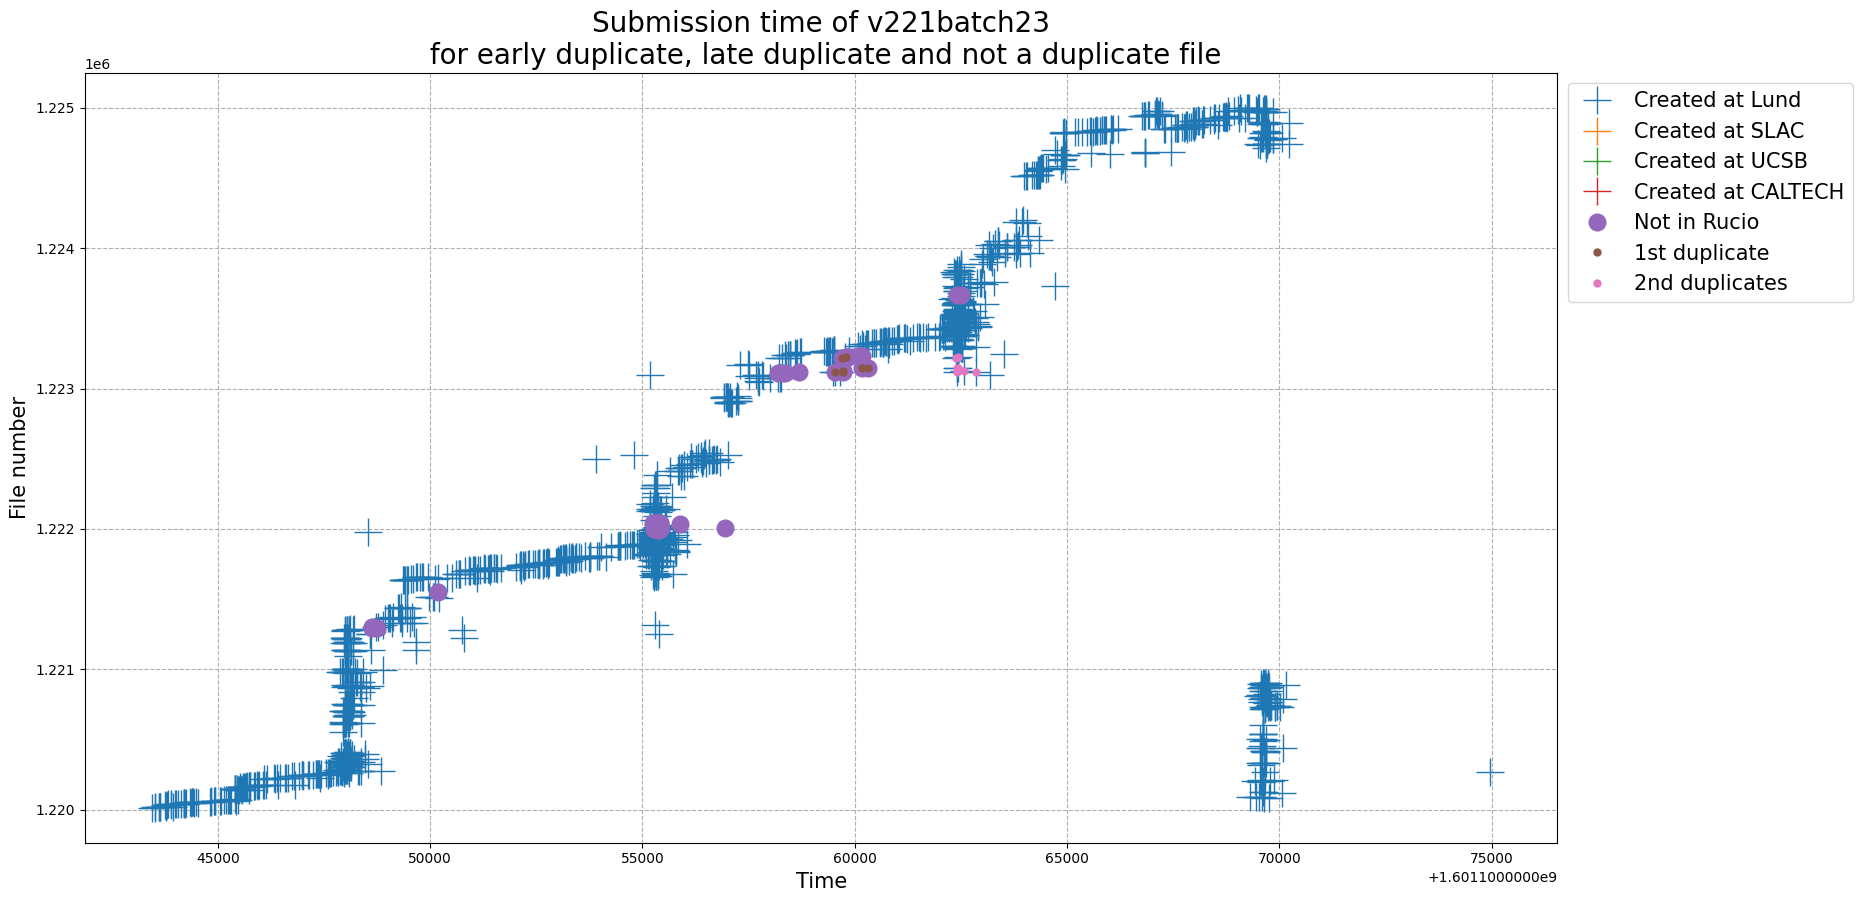 Submission time of v221batch23
for early duplicate, late duplicate and not a duplicate file
1e6
1.225
1.224
1.223
1.222
1.221
1.220
File number
45000 50000 55000 60000 65000 70000 75000
Time
+1.6011000000e9
Created at Lund
Created at SLAC
Created at UCSB
Created at CALTECH
Not in Rucio
1st duplicate
2nd duplicates